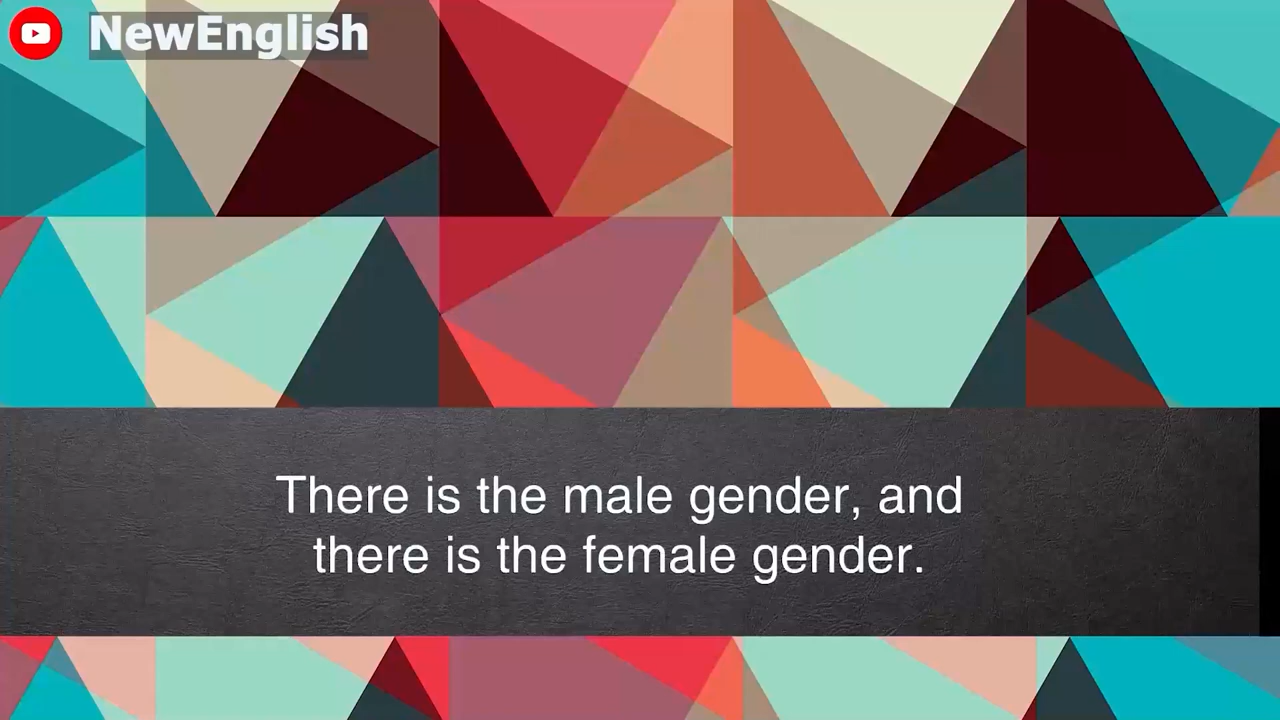 NewEnglish
There is the male gender, and
there is the female gender.